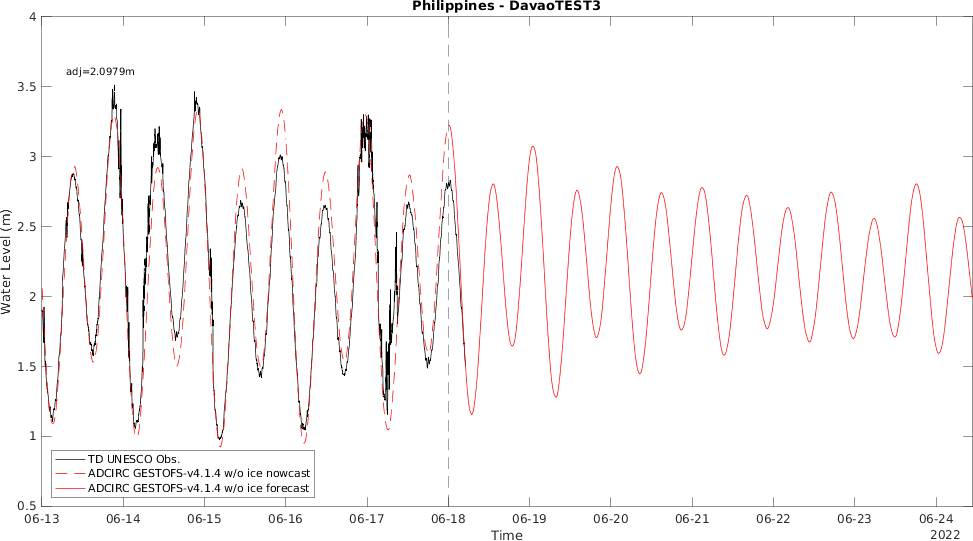 Philippines - DavaoTEST3
4
3.5
3
2.5
2
1.5
1
0.5
Water Level (m)
adj=2.0979m
TD UNESCO Obs.
ADCIRC GESTOFS-v4.1.4 w/o ice nowcast
ADCIRC GESTOFS-v4.1.4 w/o ice forecast
06-13 06-14 06-15 06-16 06-17 06-18 06-19 06-20 06-21 06-22 06-23 06-24
Time
2022